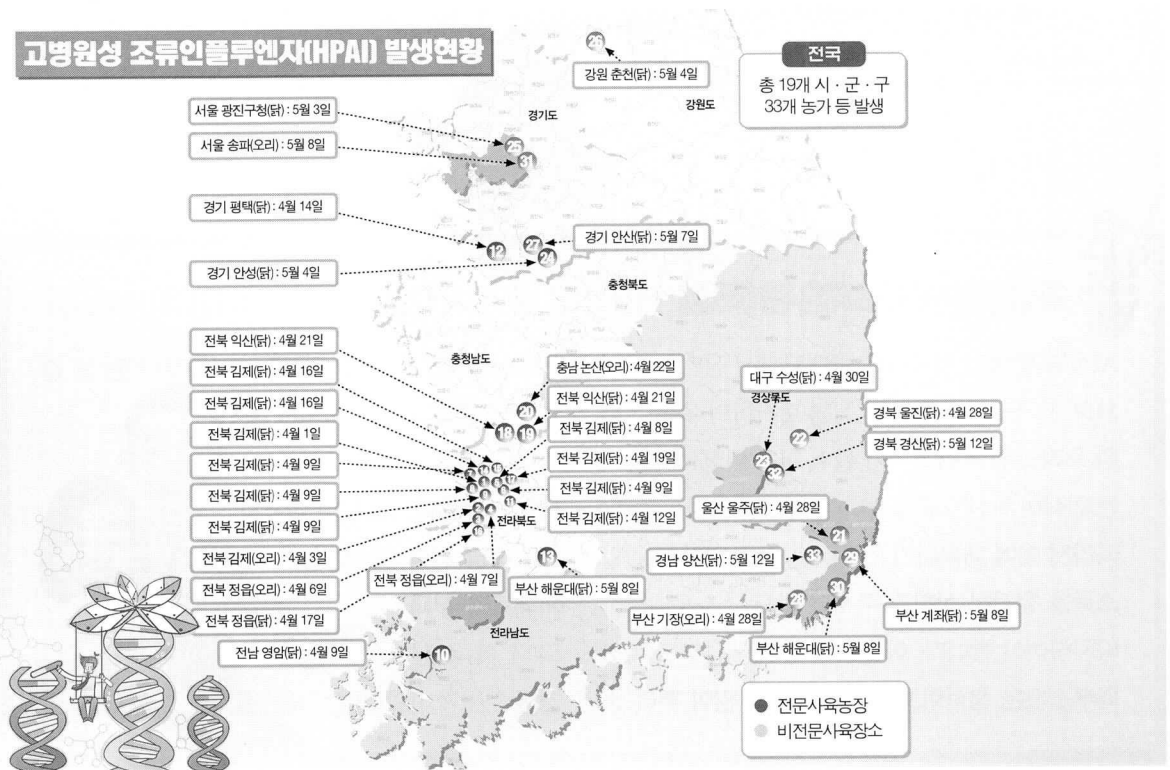 고병원성 조류인플루엔자(HPAI) 발생현황
전국
총 19개 시 · 군 · 구
33개 농가 등 발생
26
강원 춘천(닭) : 5월 4일
강원도
경기도
서울 광진구청(닭) : 5월 3일
25
서울 송파(오리) : 5월 8일
31
경기 평택(닭) : 4월 14일
12
27
경기 안산(닭) : 5월 7일
24
경기 안성(닭) : 5월 4일
충청북도
충청남도
전북 익산(닭) : 4월 21일
전북 김제(닭) : 4월 16일
전북 김제(닭) : 4월 16일
전북 김제(닭) : 4월 1일
전북 김제(닭) : 4월 9일
전북 김제(닭) : 4월 9일
전북 김제(닭) : 4월 9일
전북 김제(오리) : 4월 3일
전북 정읍(오리) : 4월 6일
전북 정읍(닭) : 4월 17일
전남 영암(닭) : 4월 9일
10
20
18
19
충남 논산(오리) : 4월 22일
전북 익산(닭) : 4월 21일
전북 김제(닭) : 4월 8일
전북 김제(닭) : 4월 19일
전북 김제(닭) : 4월 9일
전북 김제(닭) : 4월 12일
전라북도
전북 정읍(오리) : 4월 7일
13
부산 해운대(닭) : 5월 8일
전라남도
대구 수성(닭) : 4월 30일
경상북도
22
경북 울진(닭) : 4월 28일
23
32
경북 경산(닭) : 5월 12일
울산 울주(닭) : 4월 28일
21
경남 양산(닭) : 5월 12일
33
29
28
30
부산 기장(오리) : 4월 28일
부산 계좌(닭) : 5월 8일
부산 해운대(닭) : 5월 8일
전문사육농장
비전문사육장소